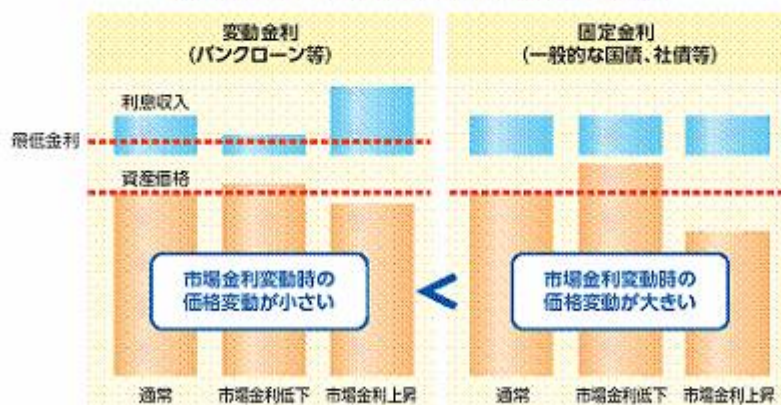 変動金利
(バンクローン等)
固定金利
(一般的な国債、社債等)
利息収入
最低金利
資産価格
市場金利変動時の
価格変動が小さい
<
市場金利変動時の
価格変動が大きい
通常 市場金利低下 市場金利上昇
通常 市場金利低下 市場金利上昇